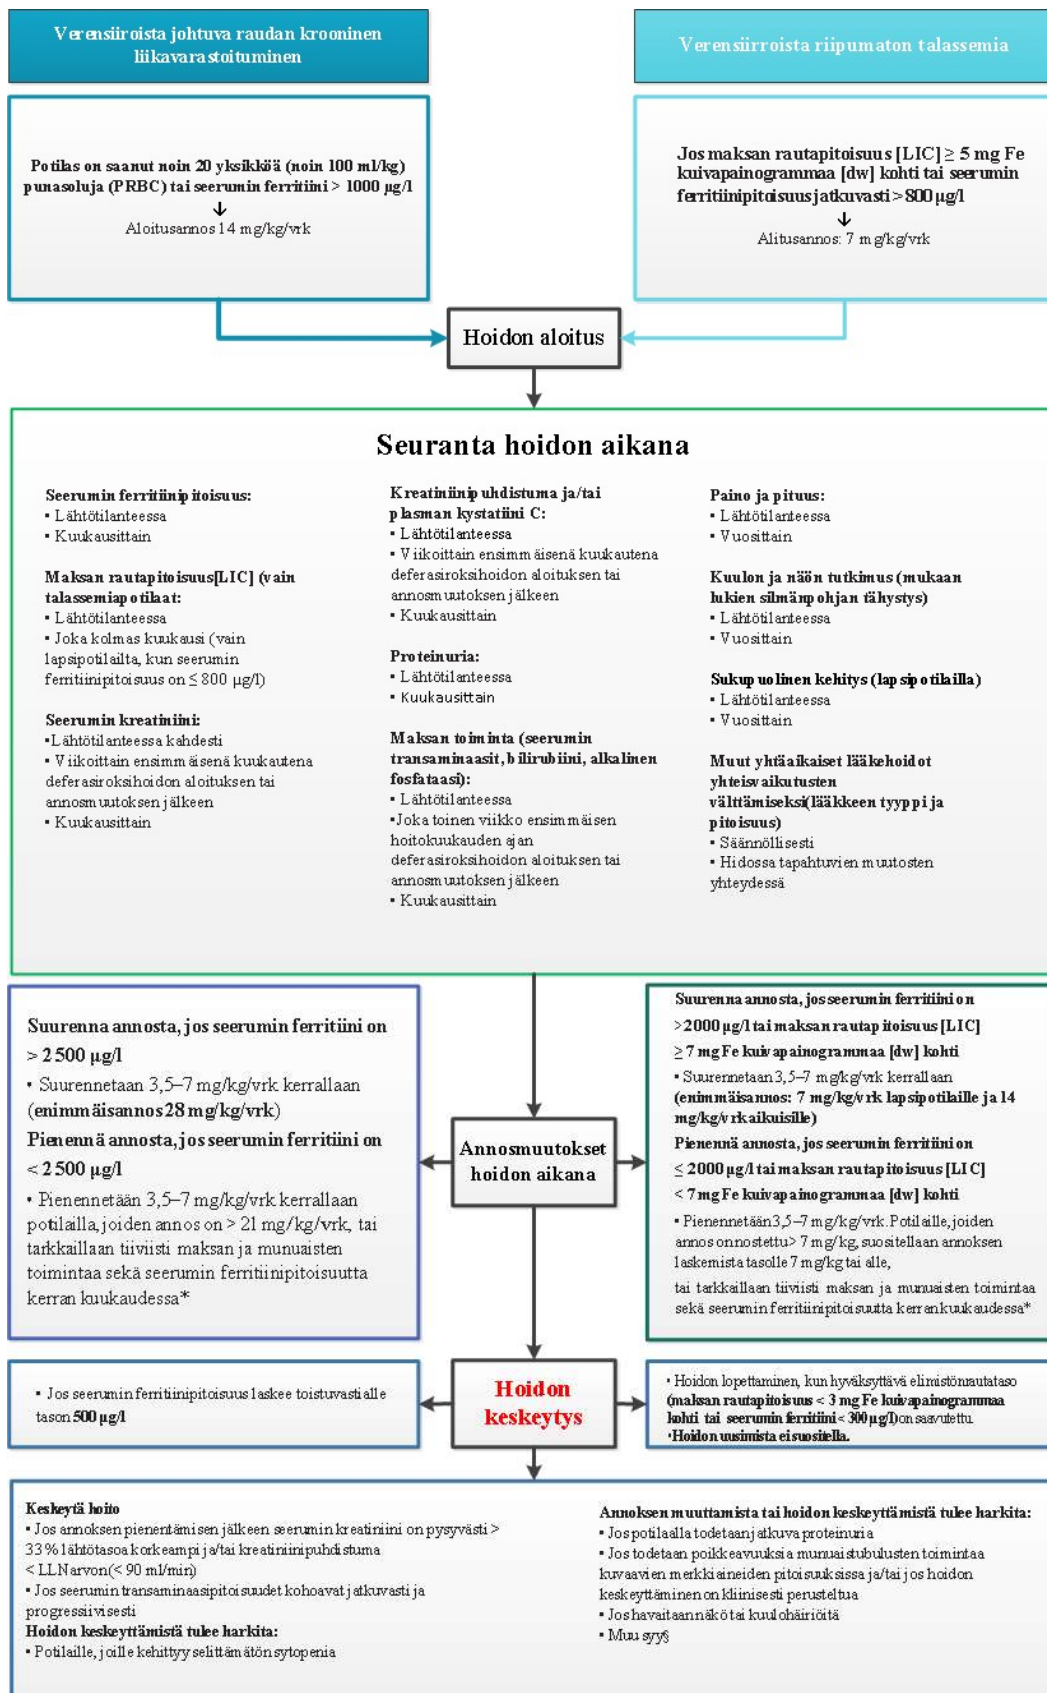 Verensiiroista johtuva raudan krooninen
liikavarastoituminen
Verensiirroista riipumaton talassemia
Potilas on saanut noin 20 yksikköä (noin 100 ml/kg)
punasoluja (PRBC) tai seerumin ferritiini > 1000 µg/l
↓
Aloitusannos 14 mg/kg/vrk
Jos maksan rautapitoisuus [LIC] ≥ 5 mg Fe
kuivapainogrammaa [dw] kohti tai seerumin
ferritiinipitoisuus jatkuvasti > 800 µg/l
↓
Alitusannos: 7 mg/kg/vrk
Hoidon aloitus
Seuranta hoidon aikana
Seerumin ferritiinipitoisuus:
▪ Lähtötilanteessa
▪ Kuukausittain
Maksan rautapitoisuus[LIC] (vain
talassemiapotilaat:
▪ Lähtötilanteessa
▪ Joka kolmas kuukausi (vain
lapsipotilailta, kun seerumin
ferritiinipitoisuus on ≤ 800 µg/l)
Seerumin kreatiniini:
▪Lähtötilanteessa kahdesti
▪ Viikoittain ensimmäisenä kuukautena
deferasiroksihoidon aloituksen tai
annosmuutoksen jälkeen
▪ Kuukausittain
Kreatiniinipuhdistuma ja/tai
plasman kystatiini C:
▪ Lähtötilanteessa
▪ Viikoittain ensimmäisenä kuukautena
deferasiroksihoidon aloituksen tai
annosmuutoksen jälkeen
▪ Kuukausittain
Proteinuria:
▪ Lähtötilanteessa
▪ Kuukausittain
Maksan toiminta (seerumin
transaminaasit, bilirubiini, alkalinen
fosfataasi):
▪ Lähtötilanteessa
▪Joka toinen viikko ensimmäisen
hoitokuukauden ajan
deferasiroksihoidon aloituksen tai
annosmuutoksen jälkeen
▪ Kuukausittain
Paino ja pituus:
▪ Lähtötilanteessa
▪ Vuosittain
Kuulon ja näön tutkimus (mukaan
lukien silmänpohjan tähystys)
▪ Lähtötilanteessa
▪ Vuosittain
Sukupuolinen kehitys (lapsipotilailla)
▪ Lähtötilanteessa
▪ Vuosittain
Muut yhtäaikaiset lääkehoidot
yhteisvaikutusten
välttämiseksi(lääkkeen tyyppi ja
pitoisuus)
▪ Säännöllisesti
▪ Hidossa tapahtuvien muutosten
yhteydessä
Suurenna annosta, jos seerumin ferritiini on
> 2 500 µg/l
▪ Suurennetaan 3,5–7 mg/kg/vrk kerrallaan
(enimmäisannos 28 mg/kg/vrk)
Pienennä annosta, jos seerumin ferritiini on
< 2 500 µg/l
▪ Pienennetään 3,5–7 mg/kg/vrk kerrallaan
potilailla, joiden annos on > 21 mg/kg/vrk, tai
tarkkaillaan tiiviisti maksan ja munuaisten
toimintaa sekä seerumin ferritiinipitoisuutta
kerran kuukaudessa*
Annosmuutokset
hoidon aikana
Suurenna annosta, jos seerumin ferritiini on
>2000 µg/l tai maksan rautapitoisuus [LIC]
≥ 7 mg Fe kuivapainogrammaa [dw] kohti
▪ Suurennetaan 3,5–7 mg/kg/vrk kerrallaan
(enimmäisannos: 7 mg/kg/vrk lapsipotilaille ja 14
mg/kg/vrk aikuisille)
Pienennä annosta, jos seerumin ferritiini on
≤ 2000 µg/l tai maksan rautapitoisuus [LIC]
< 7 mg Fe kuivapainogrammaa [dw] kohti
▪ Pienennetään 3,5–7 mg/kg/vrk. Potilaille, joiden
annos on nostettu > 7 mg/kg, suositellaan annoksen
laskemista tasolle 7 mg/kg tai alle,
tai tarkkaillaan tiiviisti maksan ja munuaisten toimintaa
sekä seerumin ferritiinipitoisuutta kerran kuukaudessa*
▪ Jos seerumin ferritiinipitoisuus laskee toistuvasti alle
tason 500 µg/l
Hoidon
keskeytys
▪ Hoidon lopettaminen, kun hyväksyttävä elimistön rautataso
(maksan rautapitoisuus < 3 mg Fe kuivapainogrammaa
kohti tai seerumin ferritiini < 300 µg/l) on saavutettu.
▪Hoidon uusimista ei suositella.
Keskeytä hoito
▪ Jos annoksen pienentämisen jälkeen seerumin kreatiniini on pysyvästi >
33 % lähtötasoa korkeampi ja/tai kreatiniinipuhdistuma
< LLN arvon (< 90 ml/min)
▪ Jos seerumin transaminaasipitoisuudet kohoavat jatkuvasti ja
progressiivisesti
Hoidon keskeyttämistä tulee harkita:
▪ Potilaille, joille kehittyy selittämätön sytopenia
Annoksen muuttamista tai hoidon keskeyttämistä tulee harkita:
▪ Jos potilaalla todetaan jatkuva proteinuria
▪ Jos todetaan poikkeavuuksia munuaistubulusten toimintaa
kuvaavien merkkiaineiden pitoisuuksissa ja/tai jos hoidon
keskeyttäminen on kliinisesti perusteltua
▪ Jos havaitaan näkö tai kuulohäiriöitä
▪ Muu syy§